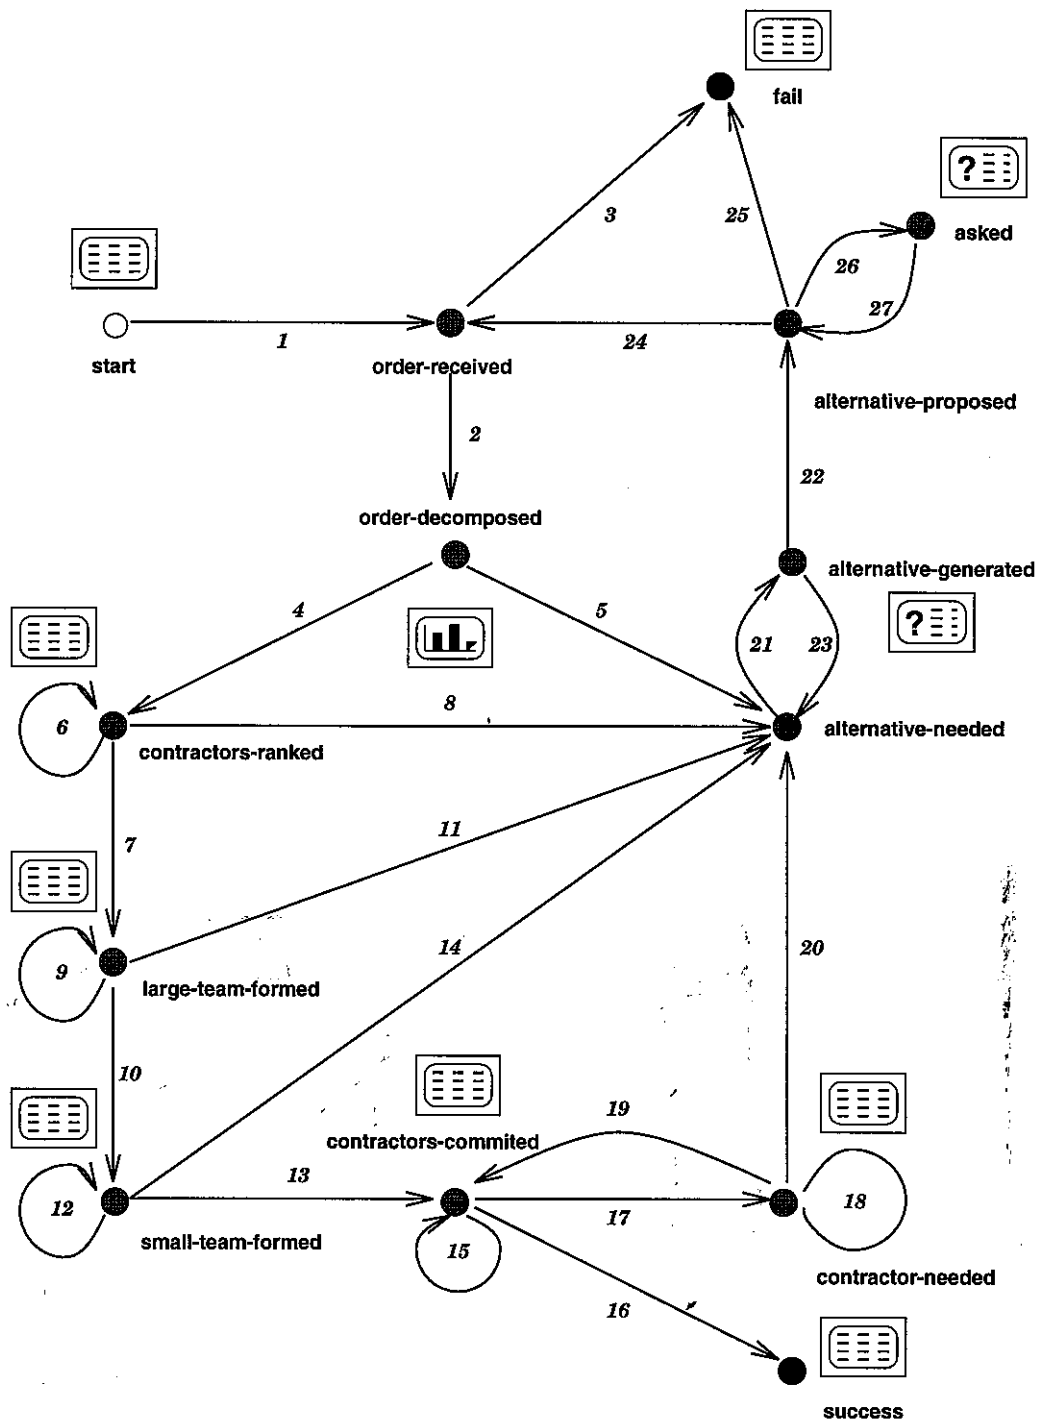 fail
?
asked
3
25
26
27
start
1
order-received
24
alternative-proposed
2
22
order-decomposed
alternative-generated
4
5
?
21
23
6
8
contractors-ranked
alternative-needed
7
11
9
large-team-formed
14
20
10
19
contractors-commited
12
13
17
18
small-team-formed
15
contractor-needed
16
success